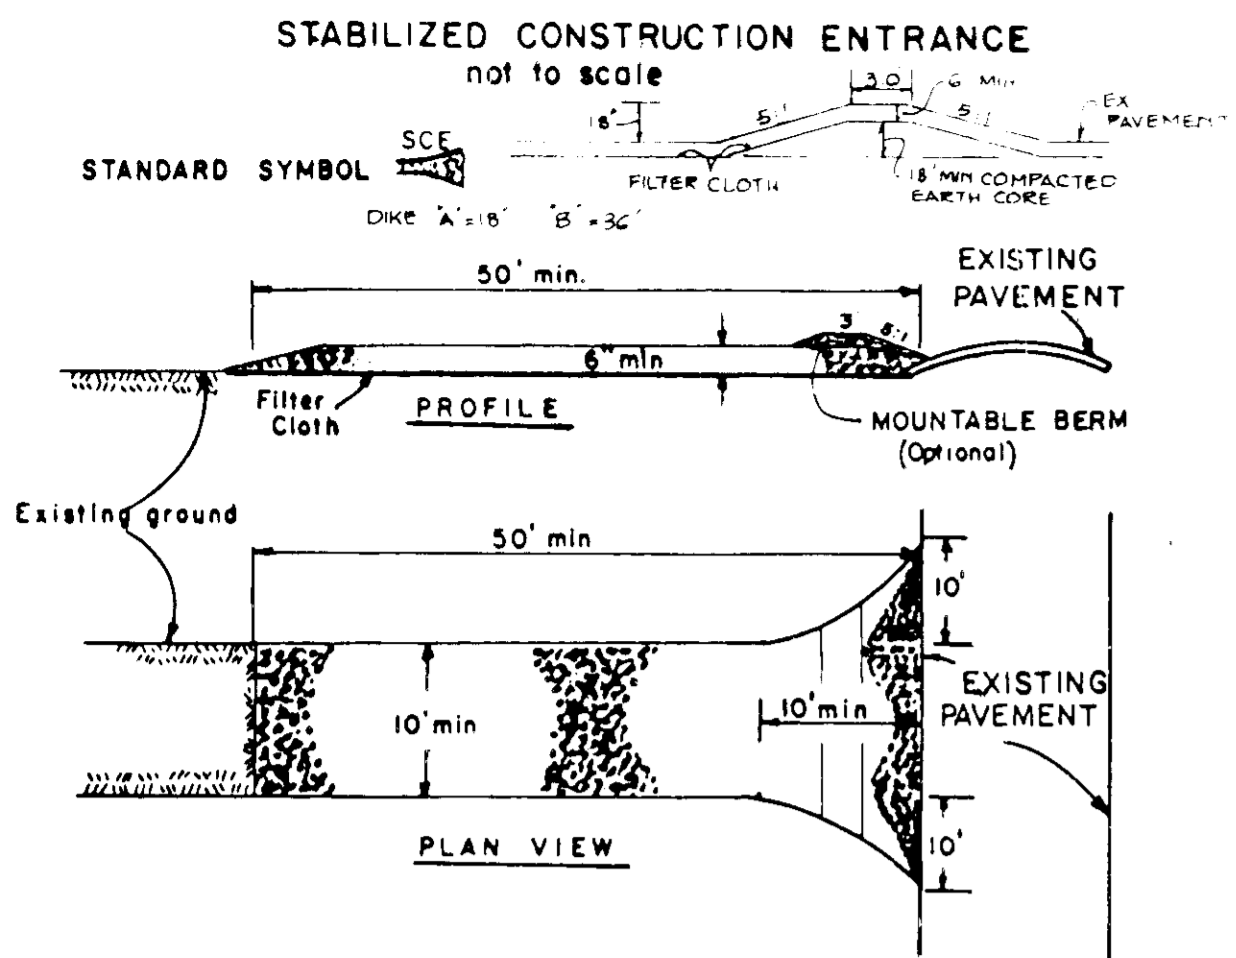 STABILIZED CONSTRUCTION ENTRANCE
not to scale
3.0
6" MIN
18"
5:1
5:1
EX
PAVEMENT
SCE
STANDARD SYMBOL
FILTER CLOTH
18" MIN COMPACTED
EARTH CORE
DIKE "A"=18" "B"=36"
50' min.
EXISTING
PAVEMENT
3
5:1
6" min
Filter
Cloth
PROFILE
MOUNTABLE BERM
(Optional)
Existing ground
50' min
10'
10' min
10' min
EXISTING
PAVEMENT
10'
PLAN VIEW